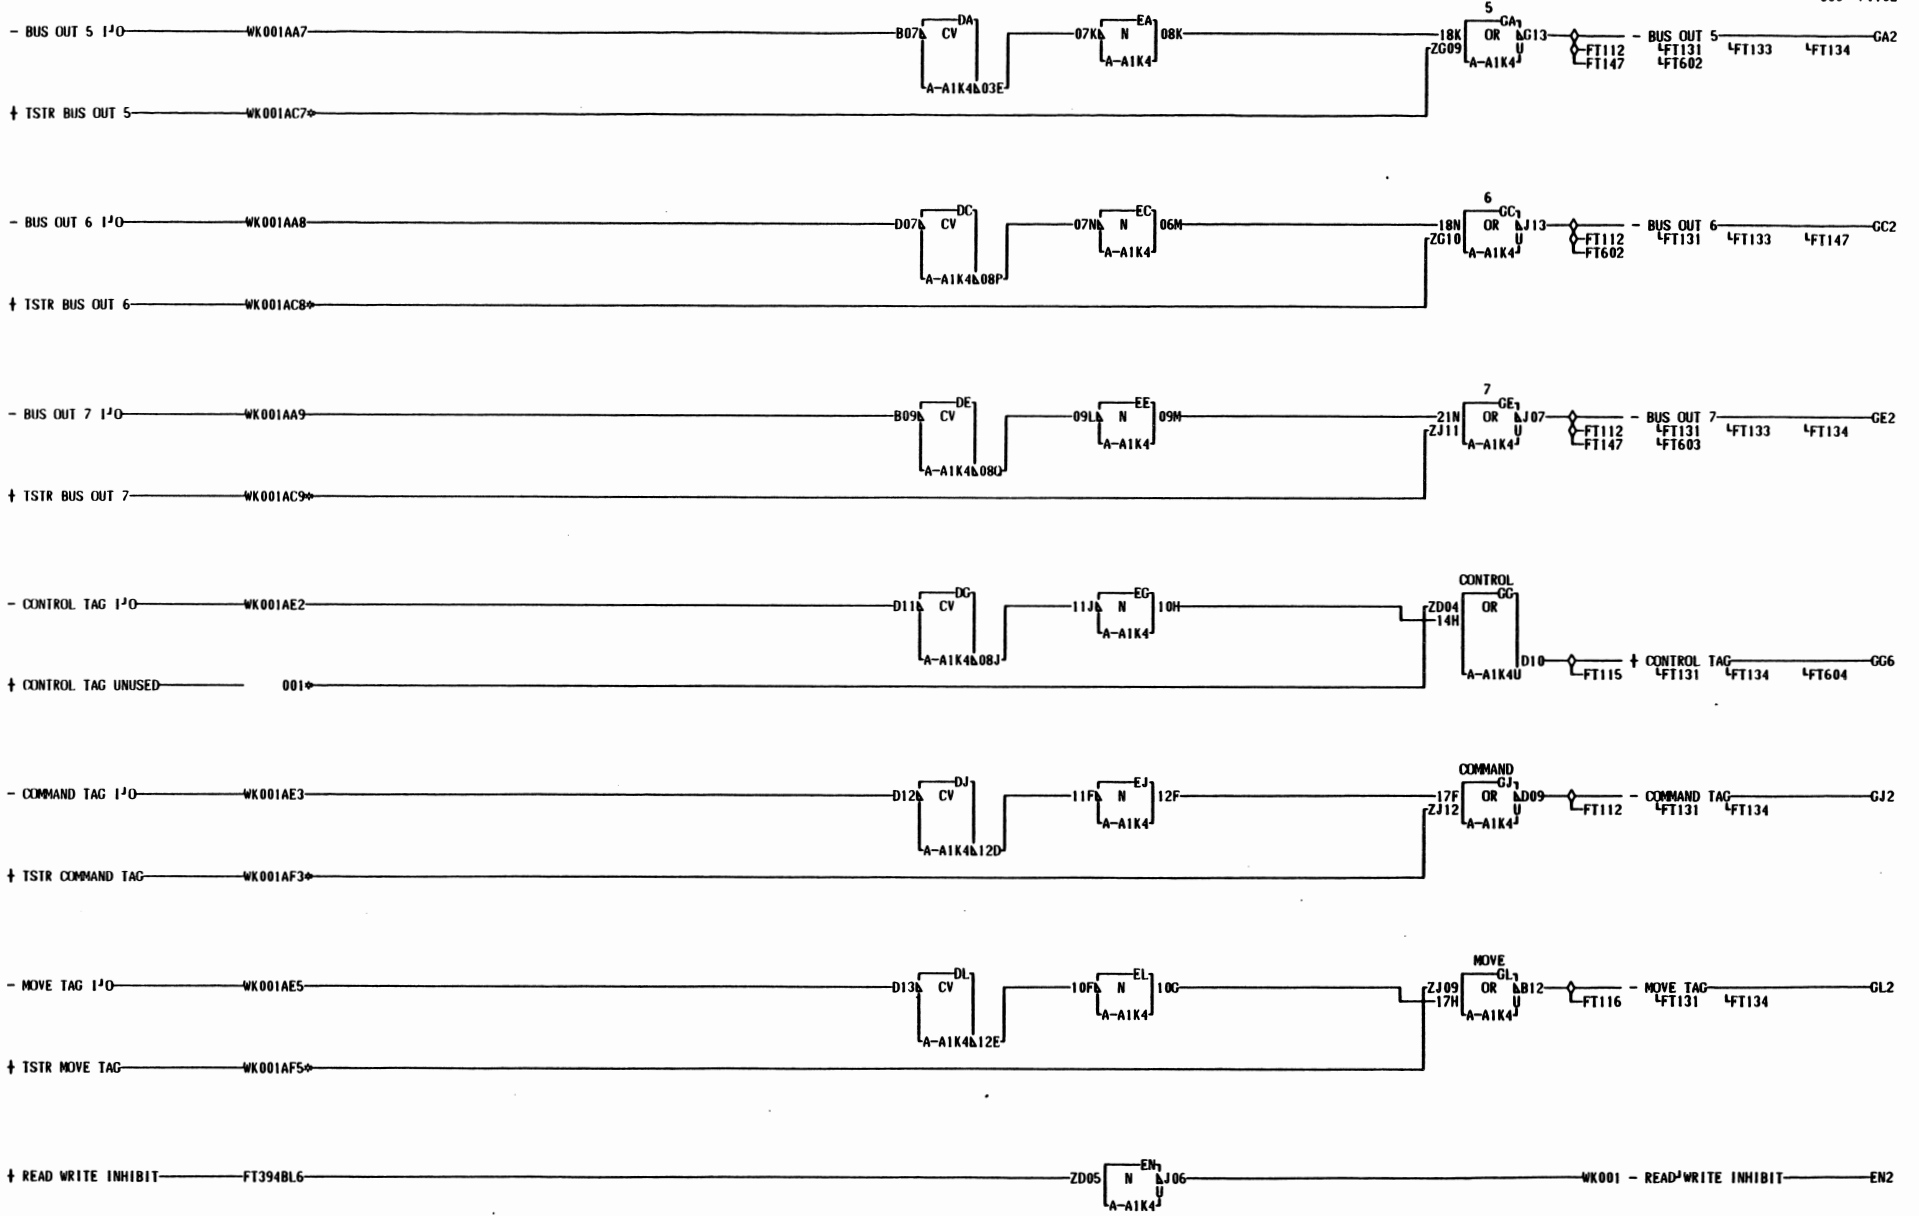 5
- BUS OUT 5 I┘O WK001AA7 B07 DA CV 07K EA N 08K 18K GA OR G13 - BUS OUT 5 GA2
ZG09 U FT112 FT131 FT133 FT134
A-A1K4 A-A1K4 FT147 FT602
A-A1K4 03E
+ TSTR BUS OUT 5 WK001AC7*
6
- BUS OUT 6 I┘O WK001AA8 D07 DC CV 07N EC N 06M 18N GC OR J13 - BUS OUT 6 GC2
ZG10 U FT112 FT131 FT133 FT147
A-A1K4 A-A1K4 FT602
A-A1K4 08P
+ TSTR BUS OUT 6 WK001AC8*
7
- BUS OUT 7 I┘O WK001AA9 B09 DE CV 09L EE N 09M 21N GE OR J07 - BUS OUT 7 GE2
ZJ11 U FT112 FT131 FT133 FT134
A-A1K4 A-A1K4 FT147 FT603
A-A1K4
+ TSTR BUS OUT 7 WK001AC9*
CONTROL
- CONTROL TAG I┘O WK001AE2 D11 DG CV 11J EG N 10H ZD04 GG OR
14H
A-A1K4
A-A1K4 08J D10 + CONTROL TAG GG6
A-A1K4U FT115 FT131 FT134 FT604
+ CONTROL TAG UNUSED 001*
COMMAND
- COMMAND TAG I┘O WK001AE3 D12 DJ CV 11F EJ N 12F 17F GJ OR D09 - COMMAND TAG GJ2
ZJ12 U FT112 FT131 FT134
A-A1K4 A-A1K4
A-A1K4 12D
+ TSTR COMMAND TAG WK001AF3*
MOVE
- MOVE TAG I┘O WK001AE5 D13 DL CV 10F EL N 10G ZJ09 GL OR B12 - MOVE TAG GL2
17H U FT116 FT131 FT134
A-A1K4 A-A1K4
A-A1K4 12E
+ TSTR MOVE TAG WK001AF5*
+ READ WRITE INHIBIT FT394BL6 ZD05 EN N J06 WK001 - READ┘WRITE INHIBIT EN2
U
A-A1K4